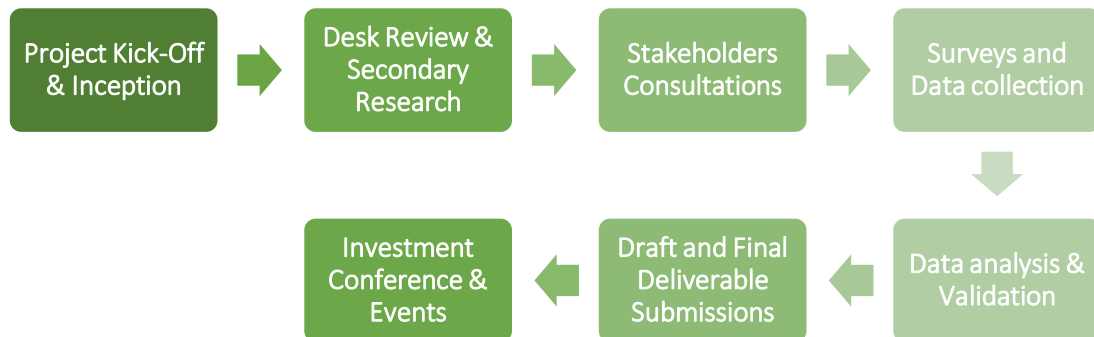 Project Kick-Off
& Inception
Desk Review &
Secondary
Research
Stakeholders
Consultations
Surveys and
Data collection
Data analysis &
Validation
Draft and Final
Deliverable
Submissions
Investment
Conference &
Events